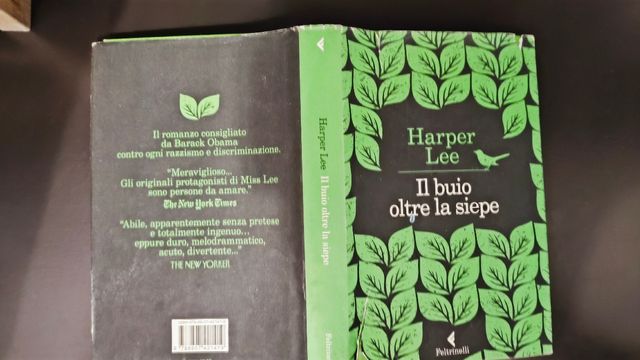 Il romanzo consigliato
da Barack Obama
contro ogni razzismo e discriminazione.
“Meraviglioso...
Gli originali protagonisti di Miss Lee
sono persone da amare.”
The New York Times
“Abile, apparentemente senza pretese
e totalmente ingenuo...
eppure duro, melodrammatico,
acuto, divertente...”
THE NEW YORKER
Harper Lee Il buio oltre la siepe
Feltrinelli
Harper
Lee
Il buio
oltre la siepe
Feltrinelli